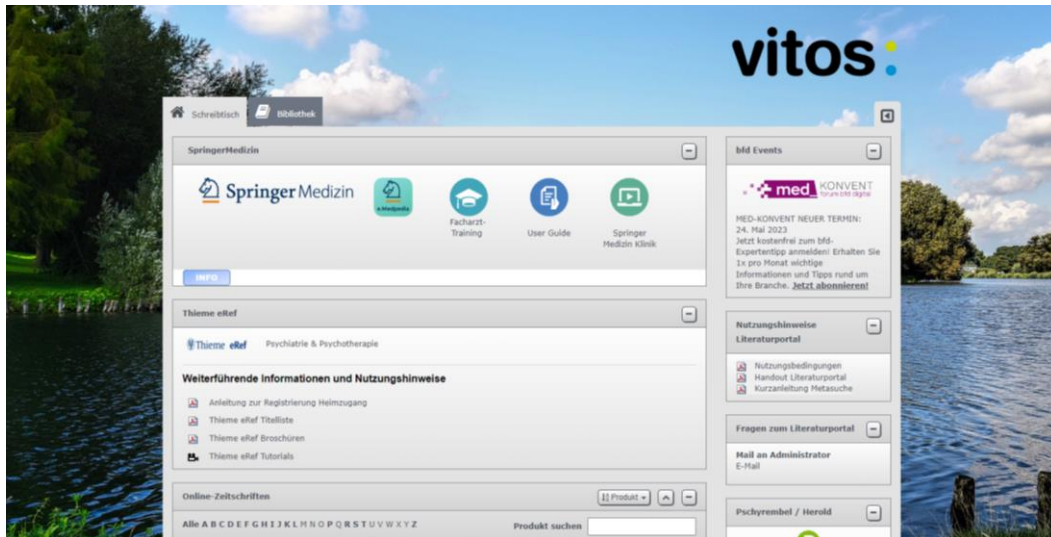 vitos:
Schreibtisch
Bibliothek
SpringerMedizin
Springer Medizin
e.Medpedia
Facharzt-
Training
User Guide
Springer
Medizin Klinik
INFO
Thieme eRef
Thieme eRef
Psychiatrie & Psychotherapie
Weiterführende Informationen und Nutzungshinweise
Anleitung zur Registrierung Heimzugang
Thieme eRef Titelliste
Thieme eRef Broschüren
Thieme eRef Tutorials
Online-Zeitschriften
Produkt
Alle A B C D E F G H I J K L M N O P Q R S T U V W X Y Z
Produkt suchen
bfd Events
med KONVENT
forum bfd digital
MED-KONVENT NEUER TERMIN:
24. Mai 2023
Jetzt kostenfrei zum bfd-
Expertentipp anmelden! Erhalten Sie
1x pro Monat wichtige
Informationen und Tipps rund um
Ihre Branche. Jetzt abonnieren!
Nutzungshinweise
Literaturportal
Nutzungsbedingungen
Handout Literaturportal
Kurzanleitung Metasuche
Fragen zum Literaturportal
Mail an Administrator
E-Mail
Pschyrembel / Herold